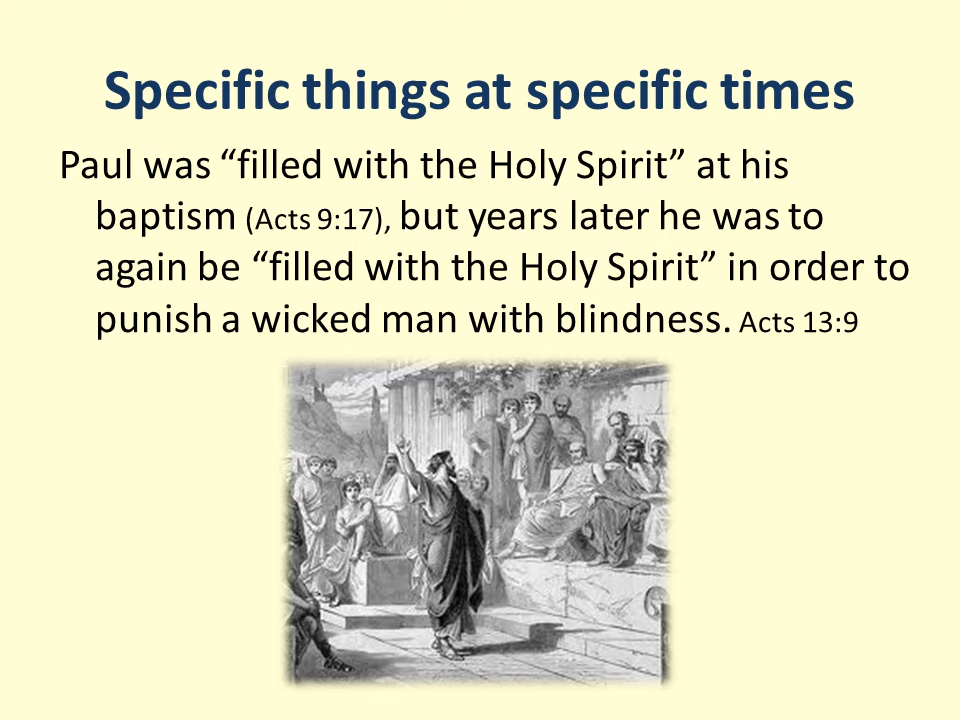 Specific things at specific times
Paul was “filled with the Holy Spirit” at his
baptism (Acts 9:17), but years later he was to
again be “filled with the Holy Spirit” in order to
punish a wicked man with blindness. Acts 13:9